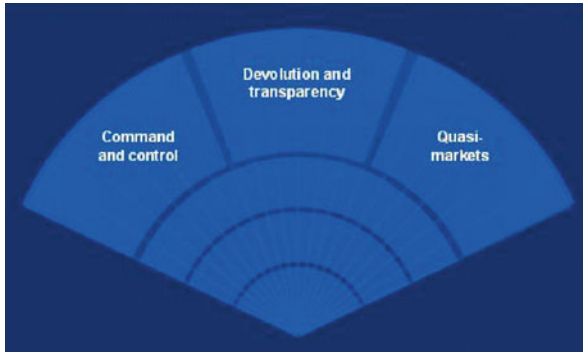 Devolution and
transparency
Command
and control
Quasi-
markets